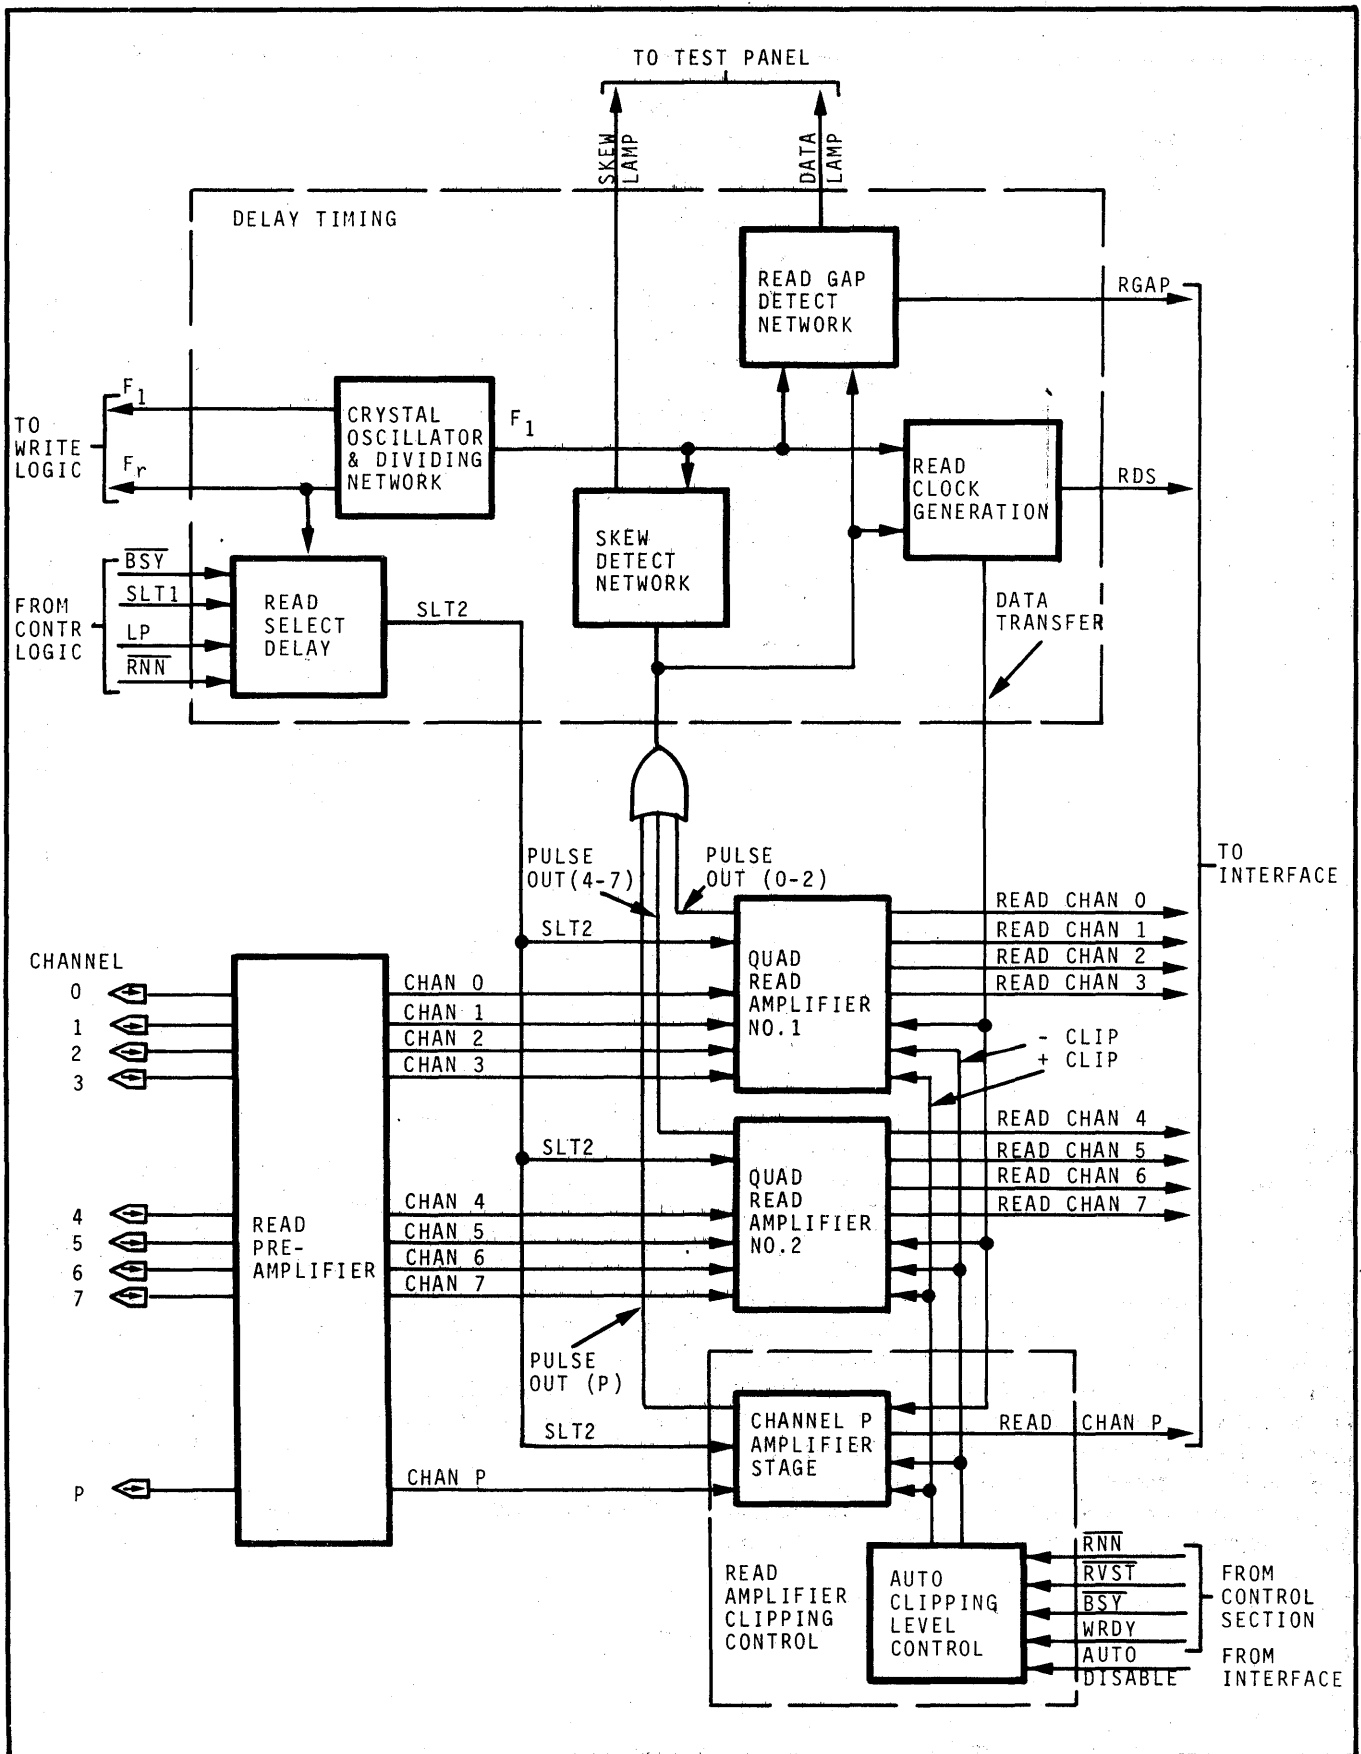 TO TEST PANEL
SKEW
LAMP
DATA
LAMP
DELAY TIMING
READ GAP
DETECT
NETWORK
RGAP
F1
Fr
TO
WRITE
LOGIC
CRYSTAL
OSCILLATOR
& DIVIDING
NETWORK
F1
READ
CLOCK
GENERATION
RDS
SKEW
DETECT
NETWORK
FROM
CONTR
LOGIC
B̅S̅Y̅
SLT1
LP
R̅N̅N̅
READ
SELECT
DELAY
SLT2
DATA
TRANSFER
PULSE
OUT(4-7)
PULSE
OUT (0-2)
TO
INTERFACE
CHANNEL
0
1
2
3
4
5
6
7
P
READ
PRE-
AMPLIFIER
CHAN 0
CHAN 1
CHAN 2
CHAN 3
SLT2
QUAD
READ
AMPLIFIER
NO.1
READ CHAN 0
READ CHAN 1
READ CHAN 2
READ CHAN 3
- CLIP
+ CLIP
SLT2
CHAN 4
CHAN 5
CHAN 6
CHAN 7
QUAD
READ
AMPLIFIER
NO.2
READ CHAN 4
READ CHAN 5
READ CHAN 6
READ CHAN 7
PULSE
OUT (P)
SLT2
CHAN P
CHANNEL P
AMPLIFIER
STAGE
READ CHAN P
READ
AMPLIFIER
CLIPPING
CONTROL
AUTO
CLIPPING
LEVEL
CONTROL
R̅N̅N̅
R̅V̅S̅T̅
B̅S̅Y̅
WRDY
AUTO
DISABLE
FROM
CONTROL
SECTION
FROM
INTERFACE